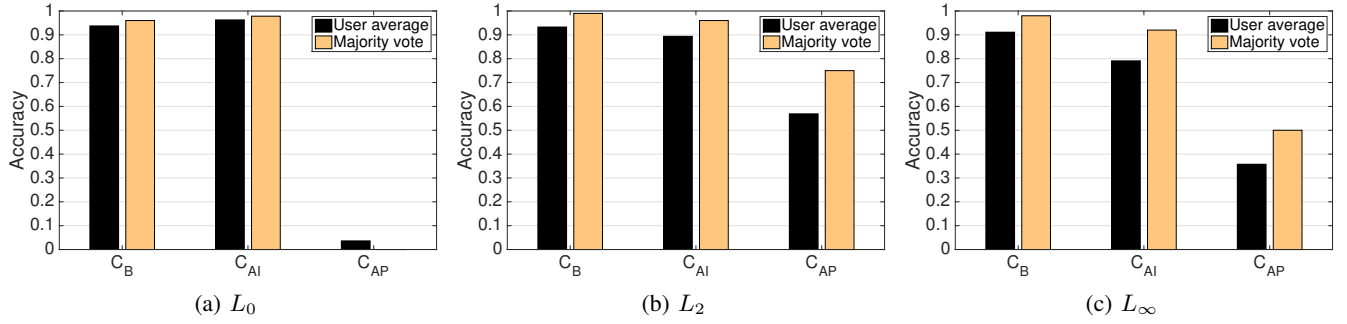 1
0.9
0.8
0.7
0.6
0.5
0.4
0.3
0.2
0.1
0
Accuracy
User average
Majority vote
C_B C_AI C_AP
(a) L_0
1
0.9
0.8
0.7
0.6
0.5
0.4
0.3
0.2
0.1
0
Accuracy
User average
Majority vote
C_B C_AI C_AP
(b) L_2
1
0.9
0.8
0.7
0.6
0.5
0.4
0.3
0.2
0.1
0
Accuracy
User average
Majority vote
C_B C_AI C_AP
(c) L_∞